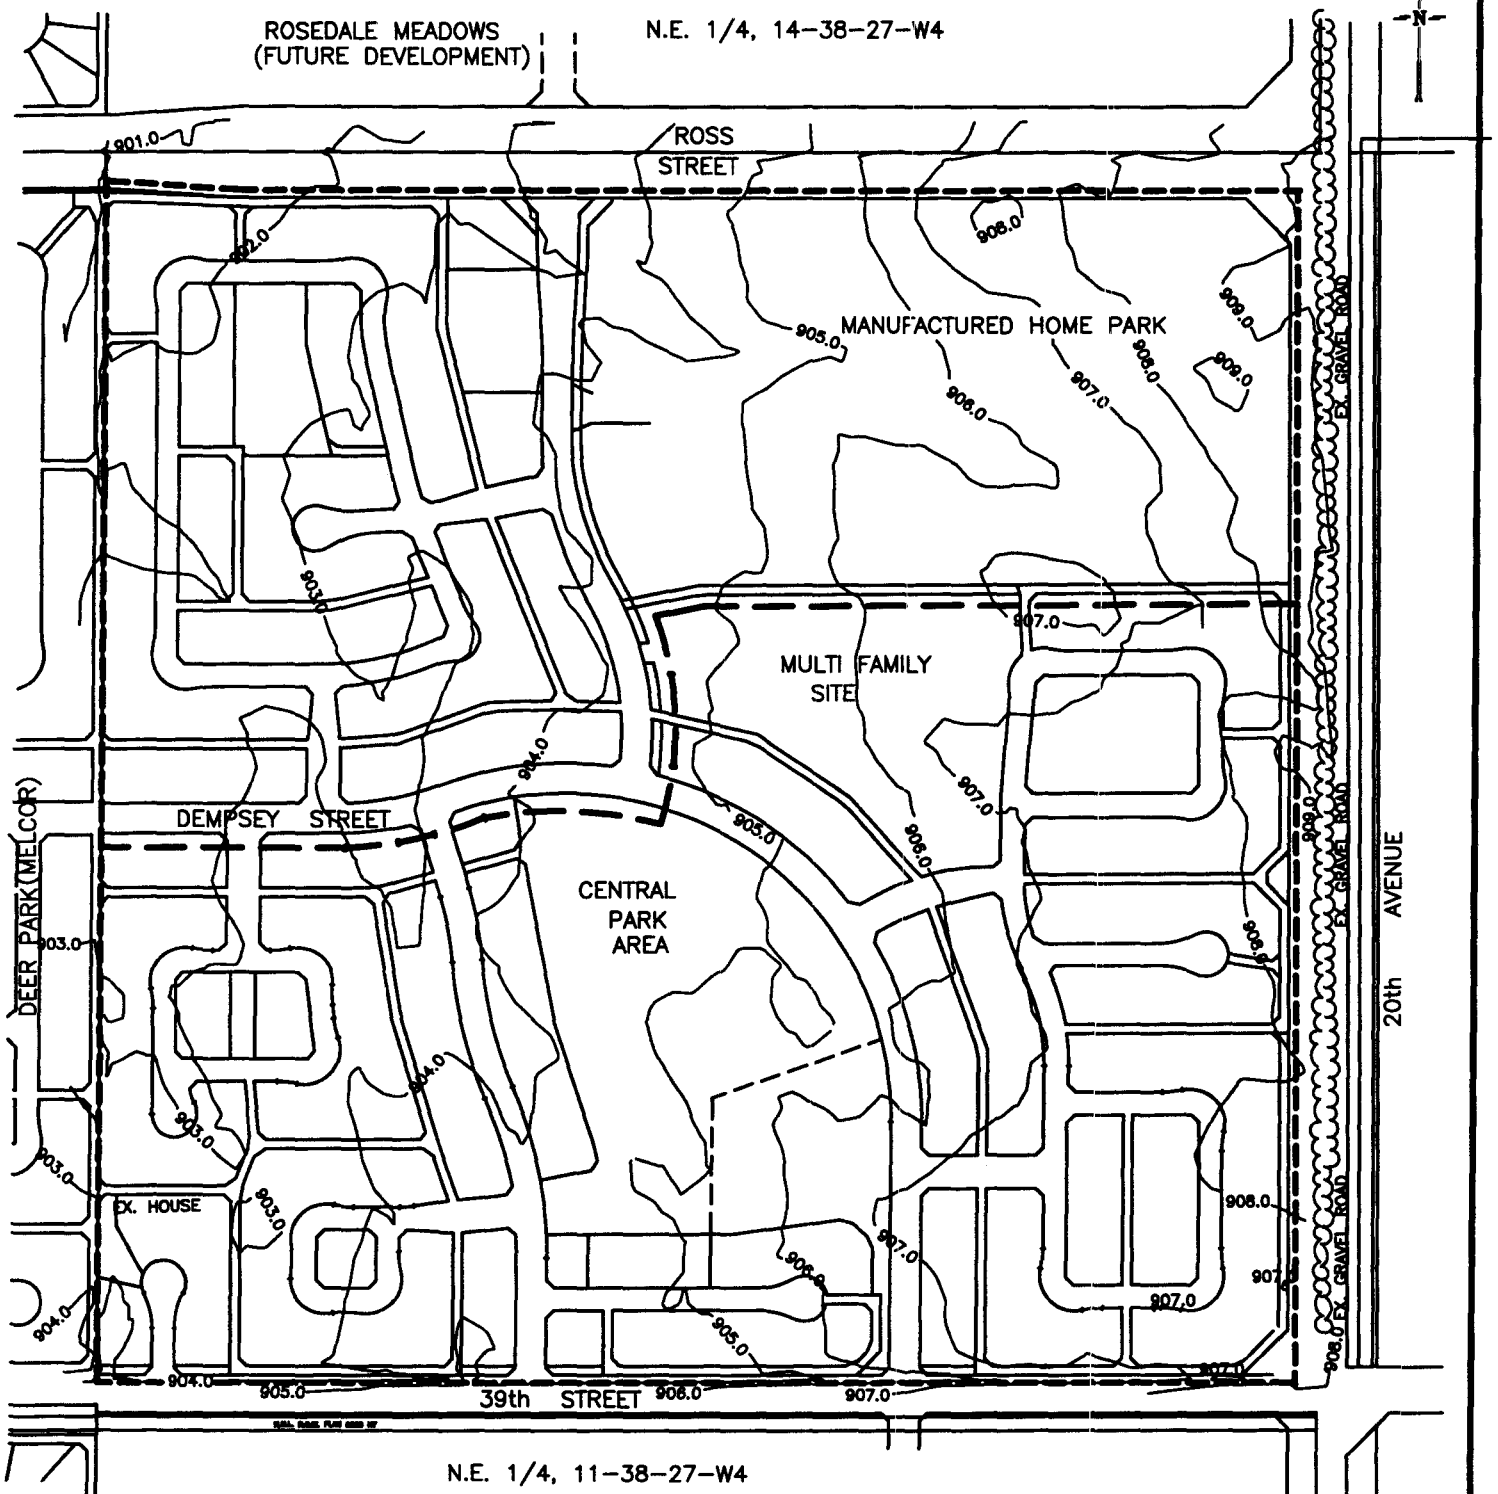 ROSEDALE MEADOWS
(FUTURE DEVELOPMENT)
N.E. 1/4, 14-38-27-W4
-N-
901.0
ROSS
STREET
902.0
908.0
909.0
905.0
MANUFACTURED HOME PARK
908.0
909.0
906.0
907.0
EX. GRAVEL ROAD
903.0
907.0
MULTI FAMILY
SITE
904.0
907.0
DEMPSEY STREET
905.0
906.0
909.0
EX. GRAVEL ROAD
20th AVENUE
DEER PARK (MELCOR)
CENTRAL
PARK
AREA
903.0
908.0
904.0
903.0
903.0
EX. HOUSE
903.0
908.0
EX. GRAVEL ROAD
907.0
906.0
907.0
907.0
904.0
905.0
908.0
904.0
905.0
39th STREET
906.0
907.0
907.0
N.E. 1/4, 11-38-27-W4